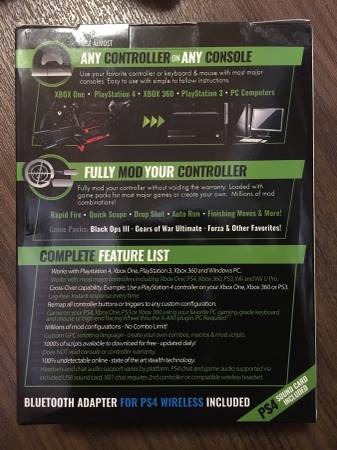 USE ALMOST
ANY CONTROLLER ON ANY CONSOLE
Use your favorite controller or keyboard & mouse with most major
consoles. Easy to use with simple to follow instructions
XBOX One • PlayStation 4 • XBOX 360 • PlayStation 3 • PC Computers
FULLY MOD YOUR CONTROLLER
Fully mod your controller without voiding the warranty. Loaded with
game packs for most major games or create your own. Millions of mod
combinations!
Rapid Fire • Quick Scope • Drop Shot • Auto Run • Finishing Moves & More!
Game Packs: Black Ops III - Gears of War Ultimate - Forza & Other Favorites!
COMPLETE FEATURE LIST
Works with Playstation 4, Xbox One, PlayStation 3, Xbox 360 and Windows PC.
Works with most major controllers including Xbox One, PS4, Xbox 360, PS3, Wii and Wii U Pro.
Cross-Over capability. Example: Use a PlayStation 4 controller on your Xbox One, Xbox 360 or PS3.
Lag-free. Instant response every time
Remap all controller buttons or triggers to any custom configuration.
Game on your PS4, Xbox One, PS3 or Xbox 360 using your favorite PC gaming-grade keyboard
and mouse or high-end Racing Wheel (thru the X-AIM plugin. PC Required)
Millions of mod configurations - No Combo Limit!
Custom GPC scripting language - create your own combos, macros & mod scripts.
1000's of scripts available to download for free - updated daily!
Does NOT void console or controller warranty.
100% undetectable online - state of the art stealth technology.
Headset and chat audio support varies by platform. PS4 chat and game audio supported via
included USB sound card. XB1 chat requires 2nd controller or compatible wireless headsets.
BLUETOOTH ADAPTER FOR PS4 WIRELESS INCLUDED
PS4 SOUND CARD
INCLUDED